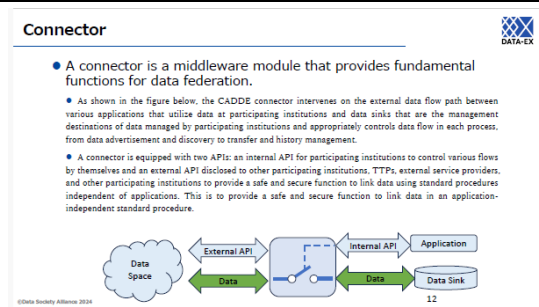 Connector
DATA-EX
● A connector is a middleware module that provides fundamental
functions for data federation.
● As shown in the figure below, the CADDE connector intervenes on the external data flow path between
various applications that utilize data at participating institutions and data sinks that are the management
destinations of data managed by participating institutions and appropriately controls data flow in each process,
from data advertisement and discovery to transfer and history management.
● A connector is equipped with two APIs: an internal API for participating institutions to control various flows
by themselves and an external API disclosed to other participating institutions, TTPs, external service providers,
and other participating institutions to provide a safe and secure function to link data using standard procedures
independent of applications. This is to provide a safe and secure function to link data in an application-
independent standard procedure.
Data
Space
External API
Data
Internal API
Data
Application
Data Sink
©Data Society Alliance 2024
12